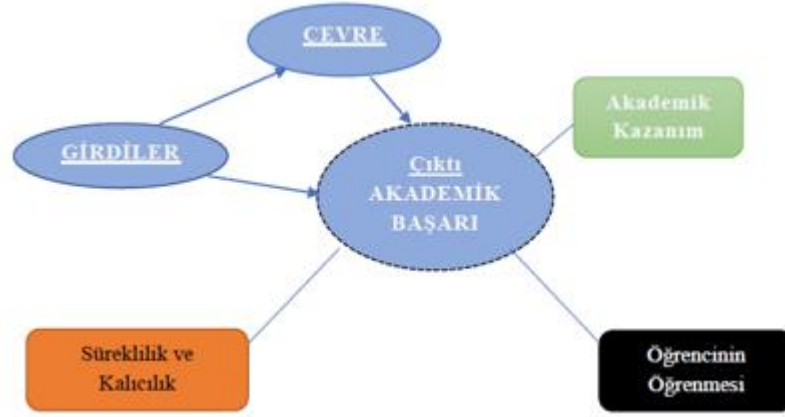 ÇEVRE
Akademik
Kazanım
GİRDİLER
Çıktı
AKADEMİK
BAŞARI
Süreklilik ve
Kalıcılık
Öğrencinin
Öğrenmesi